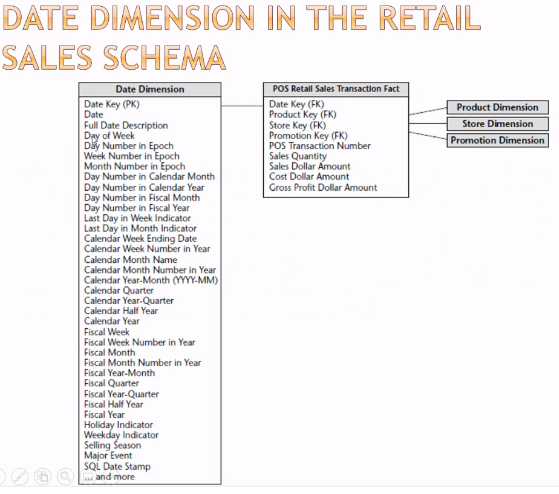 DATE DIMENSION IN THE RETAIL
SALES SCHEMA
Date Dimension
Date Key (PK)
Date
Full Date Description
Day of Week
Day Number in Epoch
Week Number in Epoch
Month Number in Epoch
Day Number in Calendar Month
Day Number in Calendar Year
Day Number in Fiscal Month
Day Number in Fiscal Year
Last Day in Week Indicator
Last Day in Month Indicator
Calendar Week Ending Date
Calendar Week Number in Year
Calendar Month Name
Calendar Month Number in Year
Calendar Year-Month (YYYY-MM)
Calendar Quarter
Calendar Year-Quarter
Calendar Half Year
Calendar Year
Fiscal Week
Fiscal Week Number in Year
Fiscal Month
Fiscal Month Number in Year
Fiscal Year-Month
Fiscal Quarter
Fiscal Year-Quarter
Fiscal Half Year
Fiscal Year
Holiday Indicator
Weekday Indicator
Selling Season
Major Event
SQL Date Stamp
... and more
POS Retail Sales Transaction Fact
Date Key (FK)
Product Key (FK)
Store Key (FK)
Promotion Key (FK)
POS Transaction Number
Sales Quantity
Sales Dollar Amount
Cost Dollar Amount
Gross Profit Dollar Amount
Product Dimension
Store Dimension
Promotion Dimension